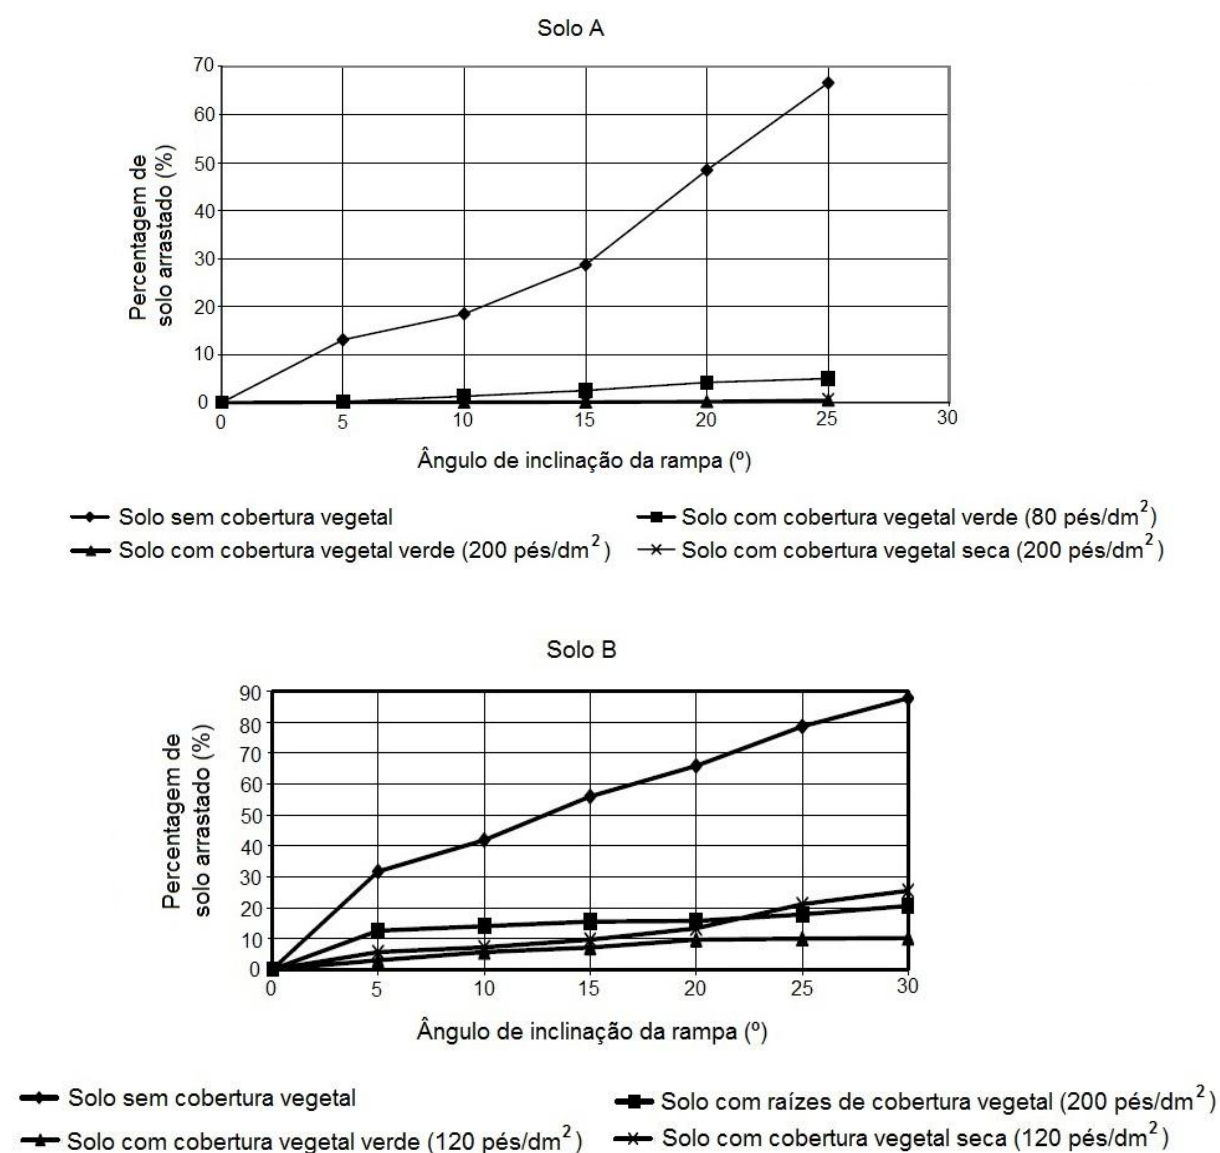 Solo A
Percentagem de
solo arrastado (%)
70
60
50
40
30
20
10
0
0 5 10 15 20 25 30
Ângulo de inclinação da rampa (º)
Solo sem cobertura vegetal
Solo com cobertura vegetal verde (80 pés/dm²)
Solo com cobertura vegetal verde (200 pés/dm²)
Solo com cobertura vegetal seca (200 pés/dm²)
Solo B
Percentagem de
solo arrastado (%)
90
80
70
60
50
40
30
20
10
0
0 5 10 15 20 25 30
Ângulo de inclinação da rampa (º)
Solo sem cobertura vegetal
Solo com raízes de cobertura vegetal (200 pés/dm²)
Solo com cobertura vegetal verde (120 pés/dm²)
Solo com cobertura vegetal seca (120 pés/dm²)